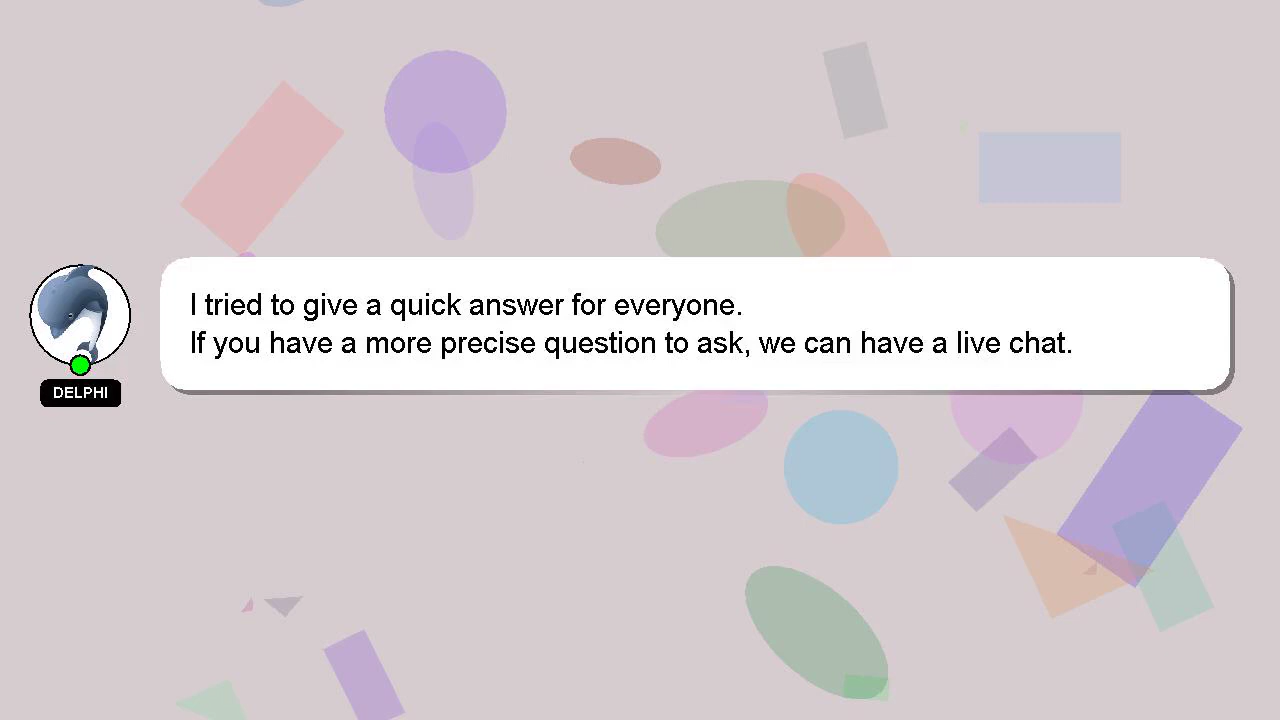 I tried to give a quick answer for everyone.
If you have a more precise question to ask, we can have a live chat.
DELPHI